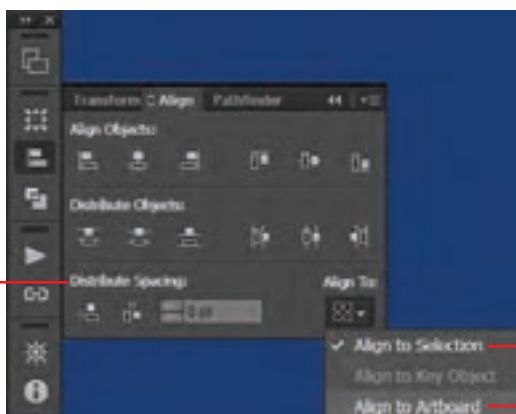 Transform Align Pathfinder
Align Objects:
Distribute Objects:
Distribute Spacing: Align To:
Align to Selection
Align to Key Object
Align to Artboard